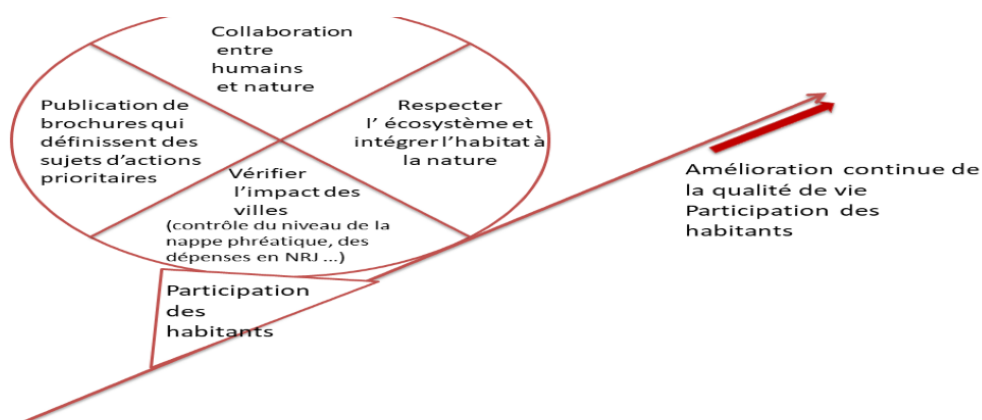 Collaboration
entre
humains
et nature
Publication de
brochures qui
définissent des
sujets d'actions
prioritaires
Respecter
l' écosystème et
intégrer l'habitat à
la nature
Vérifier
l'impact des
villes
(contrôle du niveau de la
nappe phréatique, des
dépenses en NRJ ...)
Participation
des
habitants
Amélioration continue de
la qualité de vie
Participation des
habitants